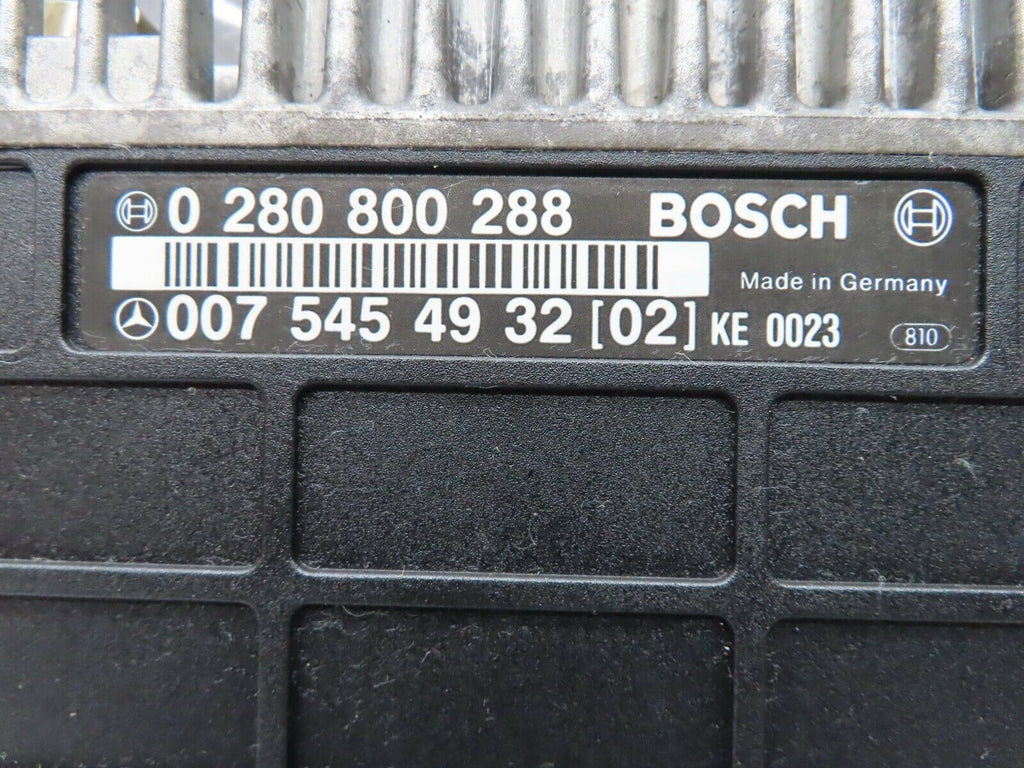 0 280 800 288 BOSCH
Made in Germany
007 545 49 32 [02] KE 0023 810